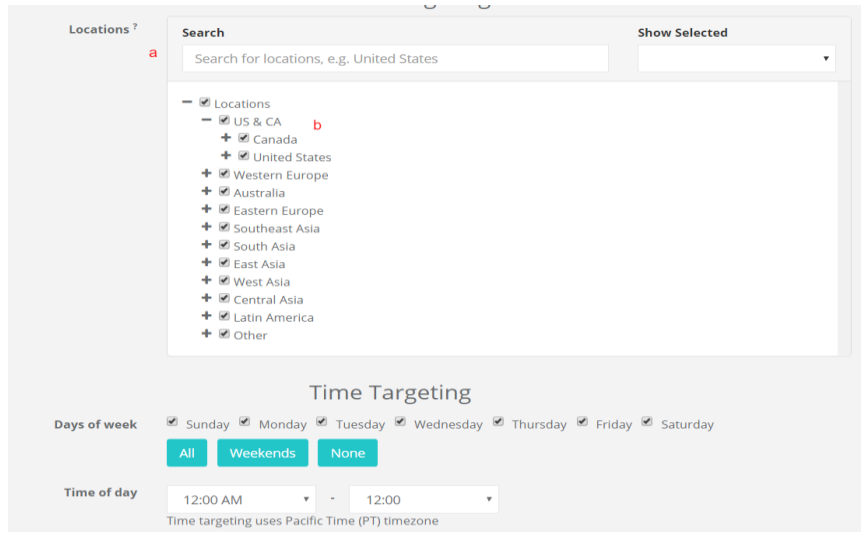 Locations ?
Search
Show Selected
a
Search for locations, e.g. United States
Locations
US & CA
b
Canada
United States
Western Europe
Australia
Eastern Europe
Southeast Asia
South Asia
East Asia
West Asia
Central Asia
Latin America
Other
Time Targeting
Days of week Sunday Monday Tuesday Wednesday Thursday Friday Saturday
All Weekends None
Time of day 12:00 AM - 12:00
Time targeting uses Pacific Time (PT) timezone